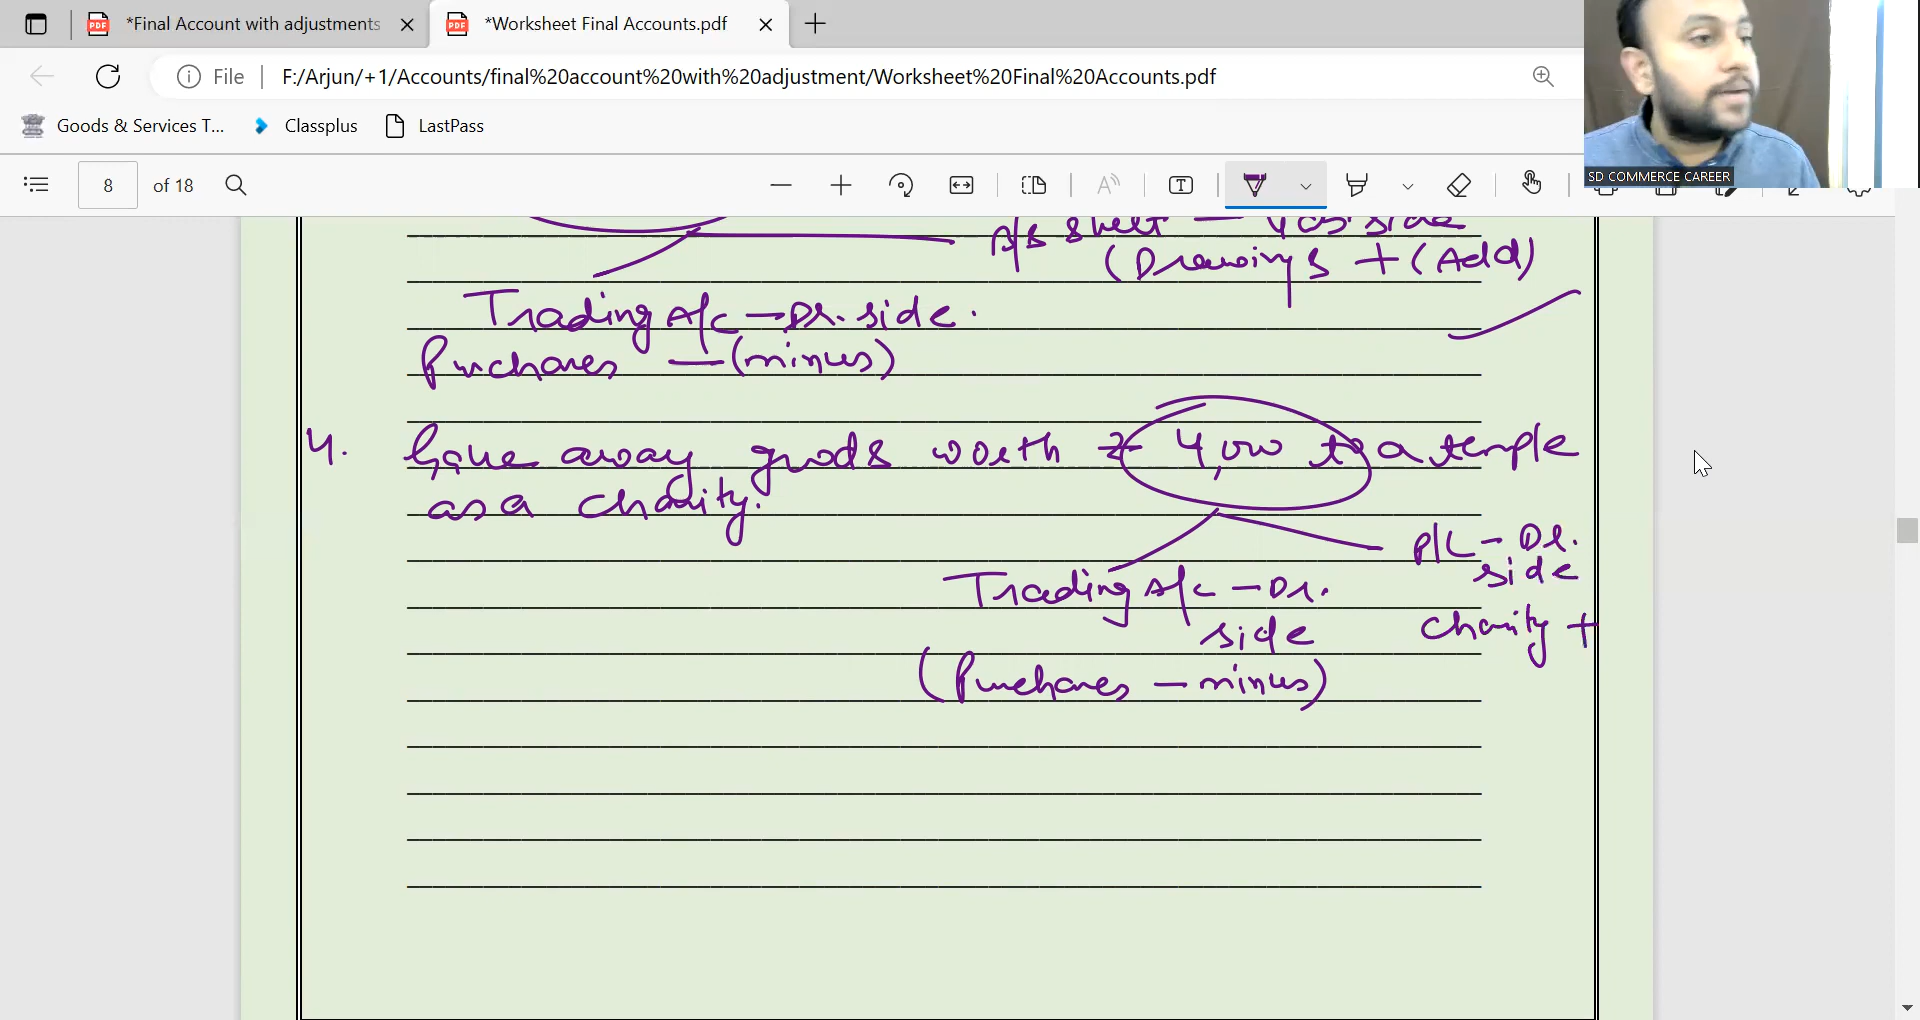 *Final Account with adjustments
*Worksheet Final Accounts.pdf
File
F:/Arjun/+1/Accounts/final%20account%20with%20adjustment/Worksheet%20Final%20Accounts.pdf
Goods & Services T...
Classplus
LastPass
8 of 18
SD COMMERCE CAREER
side
(Drawings + (Add)
Trading A/c – Dr. side.
Purchases – (minus)
4. Gave away goods worth ₹ 4,000 to a temple
as a charity.
P/L – Dr.
side
charity +
Trading A/c – Dr.
side
(Purchases – minus)